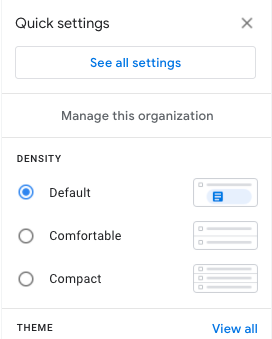 Quick settings
See all settings
Manage this organization
DENSITY
Default
Comfortable
Compact
THEME
View all